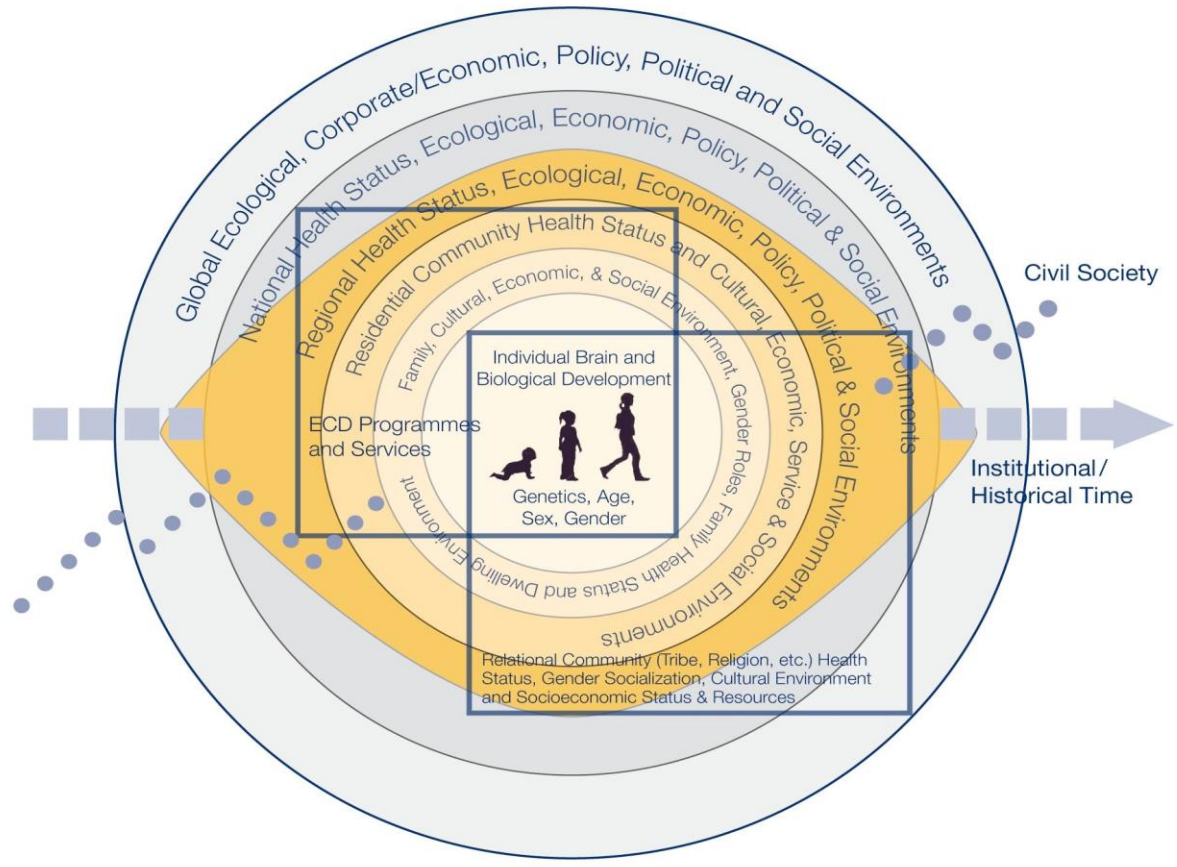 Global Ecological, Corporate/Economic, Policy, Political and Social Environments
National Health Status, Ecological, Economic, Policy, Political & Social Environments
Regional Health Status, Ecological, Economic, Policy, Political & Social Environments
Residential Community Health Status and Cultural, Economic, Service & Social Environments
Family, Cultural, Economic, & Social Environment, Gender Roles, Family Health Status and Dwelling Environment
Civil Society
Individual Brain and
Biological Development
ECD Programmes
and Services
Genetics, Age,
Sex, Gender
Institutional/
Historical Time
Relational Community (Tribe, Religion, etc.) Health
Status, Gender Socialization, Cultural Environment
and Socioeconomic Status & Resources